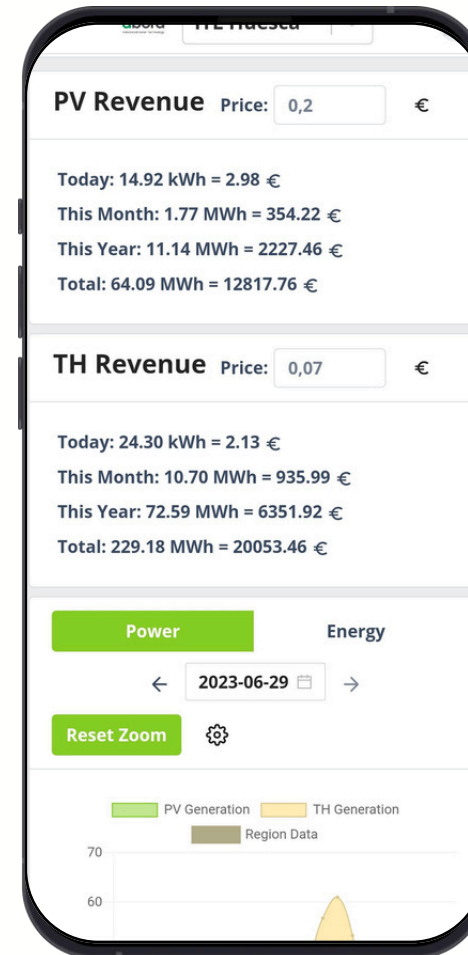 PV Revenue Price: 0,2 €
Today: 14.92 kWh = 2.98 €
This Month: 1.77 MWh = 354.22 €
This Year: 11.14 MWh = 2227.46 €
Total: 64.09 MWh = 12817.76 €
TH Revenue Price: 0,07 €
Today: 24.30 kWh = 2.13 €
This Month: 10.70 MWh = 935.99 €
This Year: 72.59 MWh = 6351.92 €
Total: 229.18 MWh = 20053.46 €
Power Energy
← 2023-06-29 →
Reset Zoom
PV Generation TH Generation
Region Data
70
60